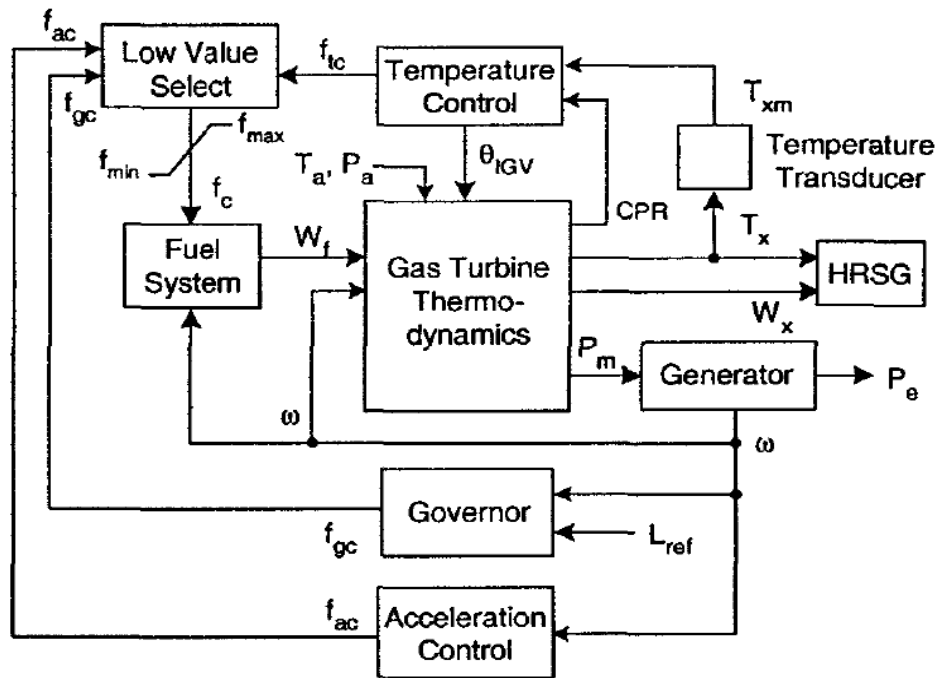 f_ac
Low Value
Select
f_tc
Temperature
Control
T_xm
f_gc
f_max
f_min
θ_IGV
Temperature
Transducer
T_a, P_a
f_c
CPR
T_x
Fuel
System
W_f
Gas Turbine
Thermo-
dynamics
HRSG
W_x
P_m
Generator
P_e
ω
ω
Governor
f_gc
L_ref
f_ac
Acceleration
Control